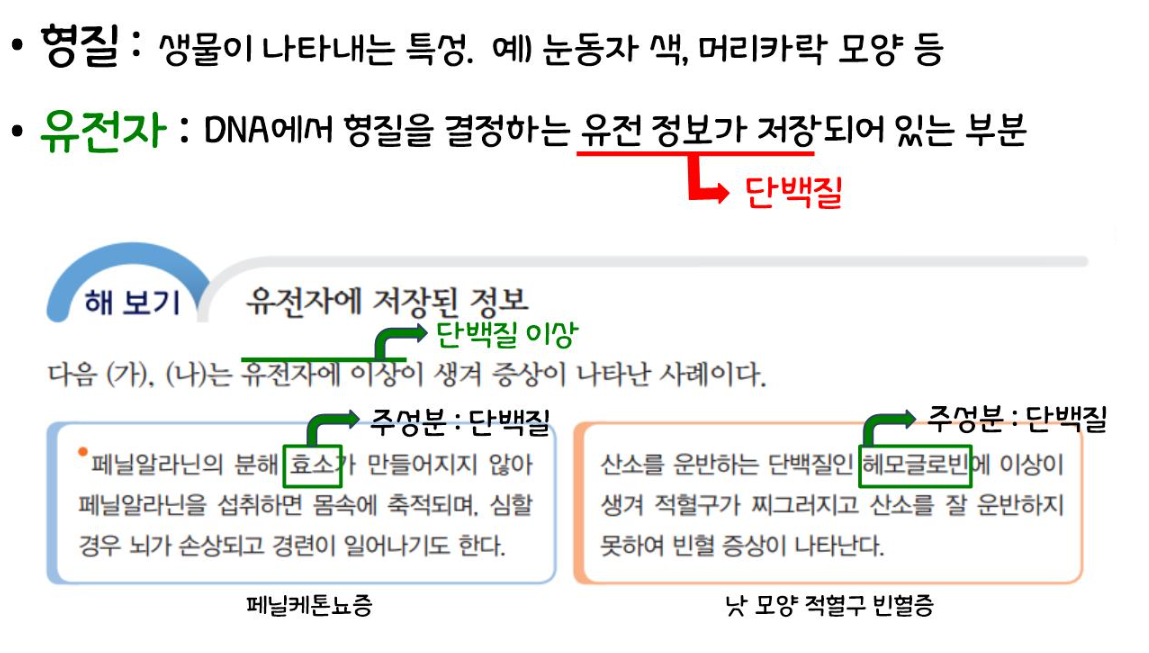 • 형질 : 생물이 나타내는 특성. 예) 눈동자 색, 머리카락 모양 등
• 유전자 : DNA에서 형질을 결정하는 유전 정보가 저장되어 있는 부분
단백질
해 보기 유전자에 저장된 정보
단백질 이상
다음 (가), (나)는 유전자에 이상이 생겨 증상이 나타난 사례이다.
주성분 : 단백질
페닐알라닌의 분해 효소가 만들어지지 않아
페닐알라닌을 섭취하면 몸속에 축적되며, 심할
경우 뇌가 손상되고 경련이 일어나기도 한다.
페닐케톤뇨증
주성분 : 단백질
산소를 운반하는 단백질인 헤모글로빈에 이상이
생겨 적혈구가 찌그러지고 산소를 잘 운반하지
못하여 빈혈 증상이 나타난다.
낫 모양 적혈구 빈혈증